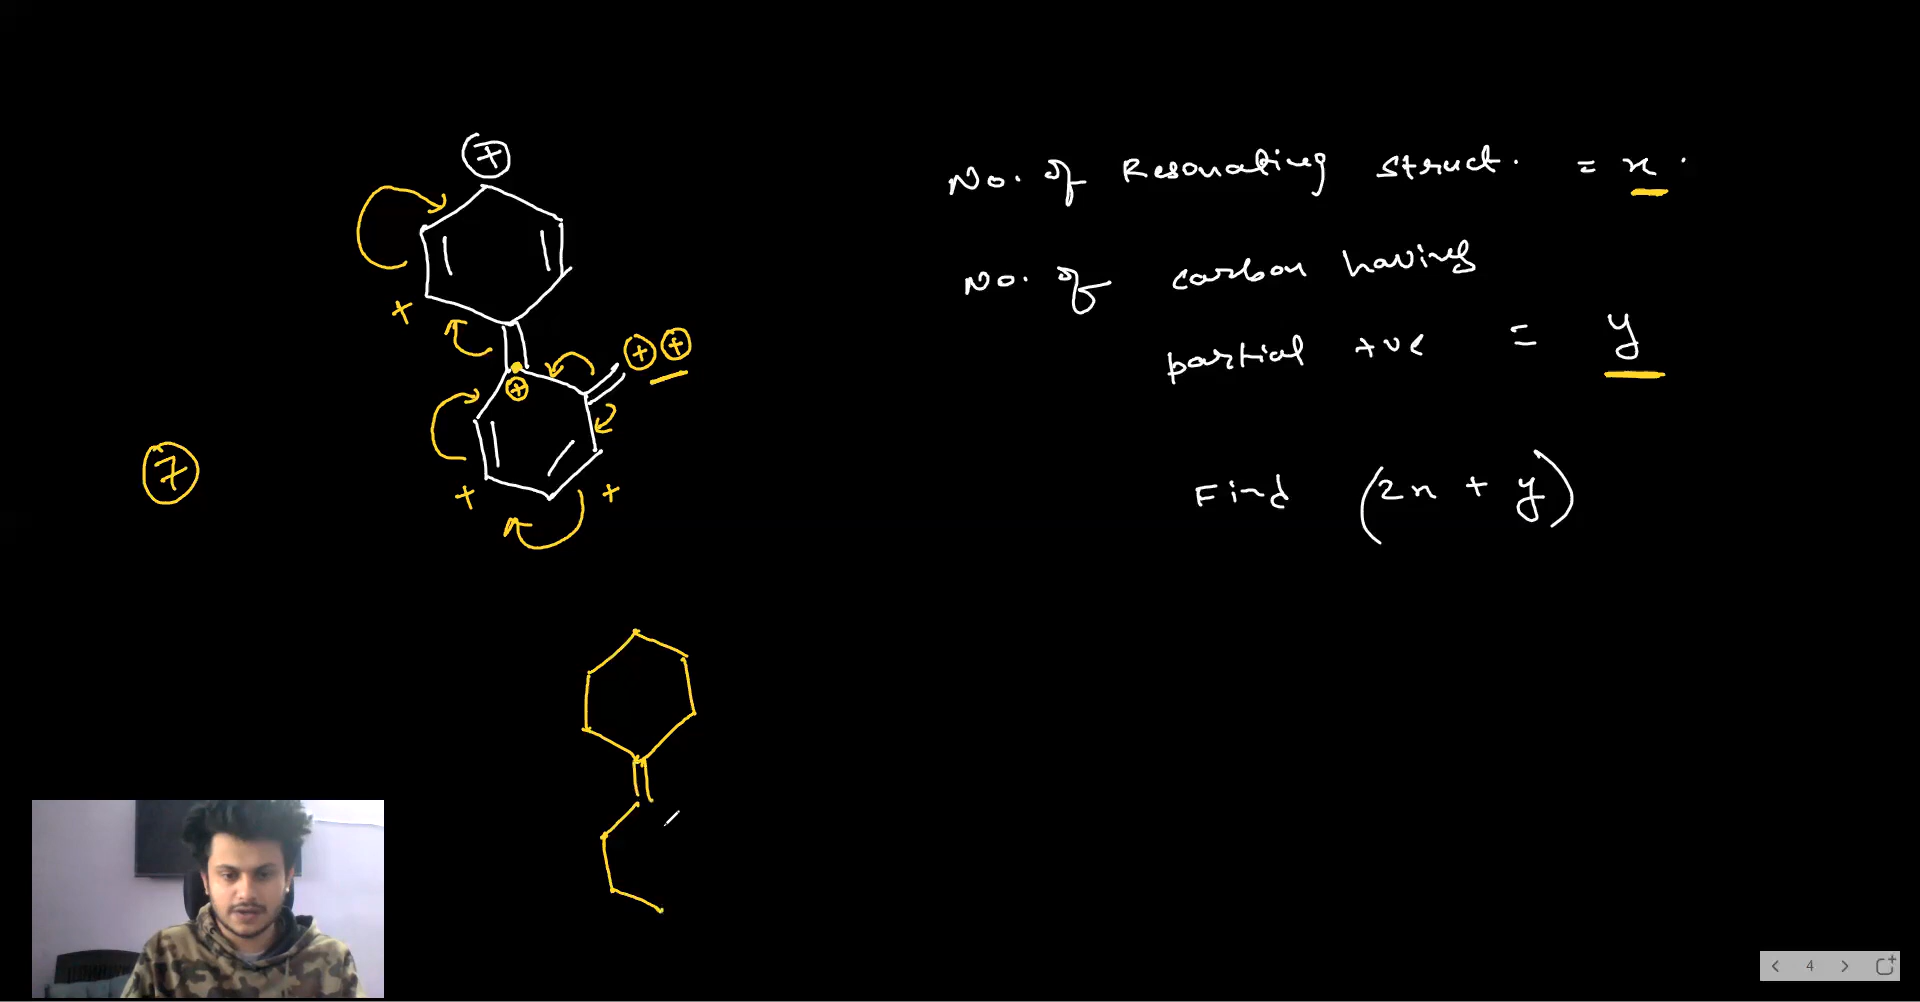 No. of Resonating struct. = x.
No. of carbon having
partial +ve = y
Find (2x + y)
+
+
+ +
+
+ +
7
4